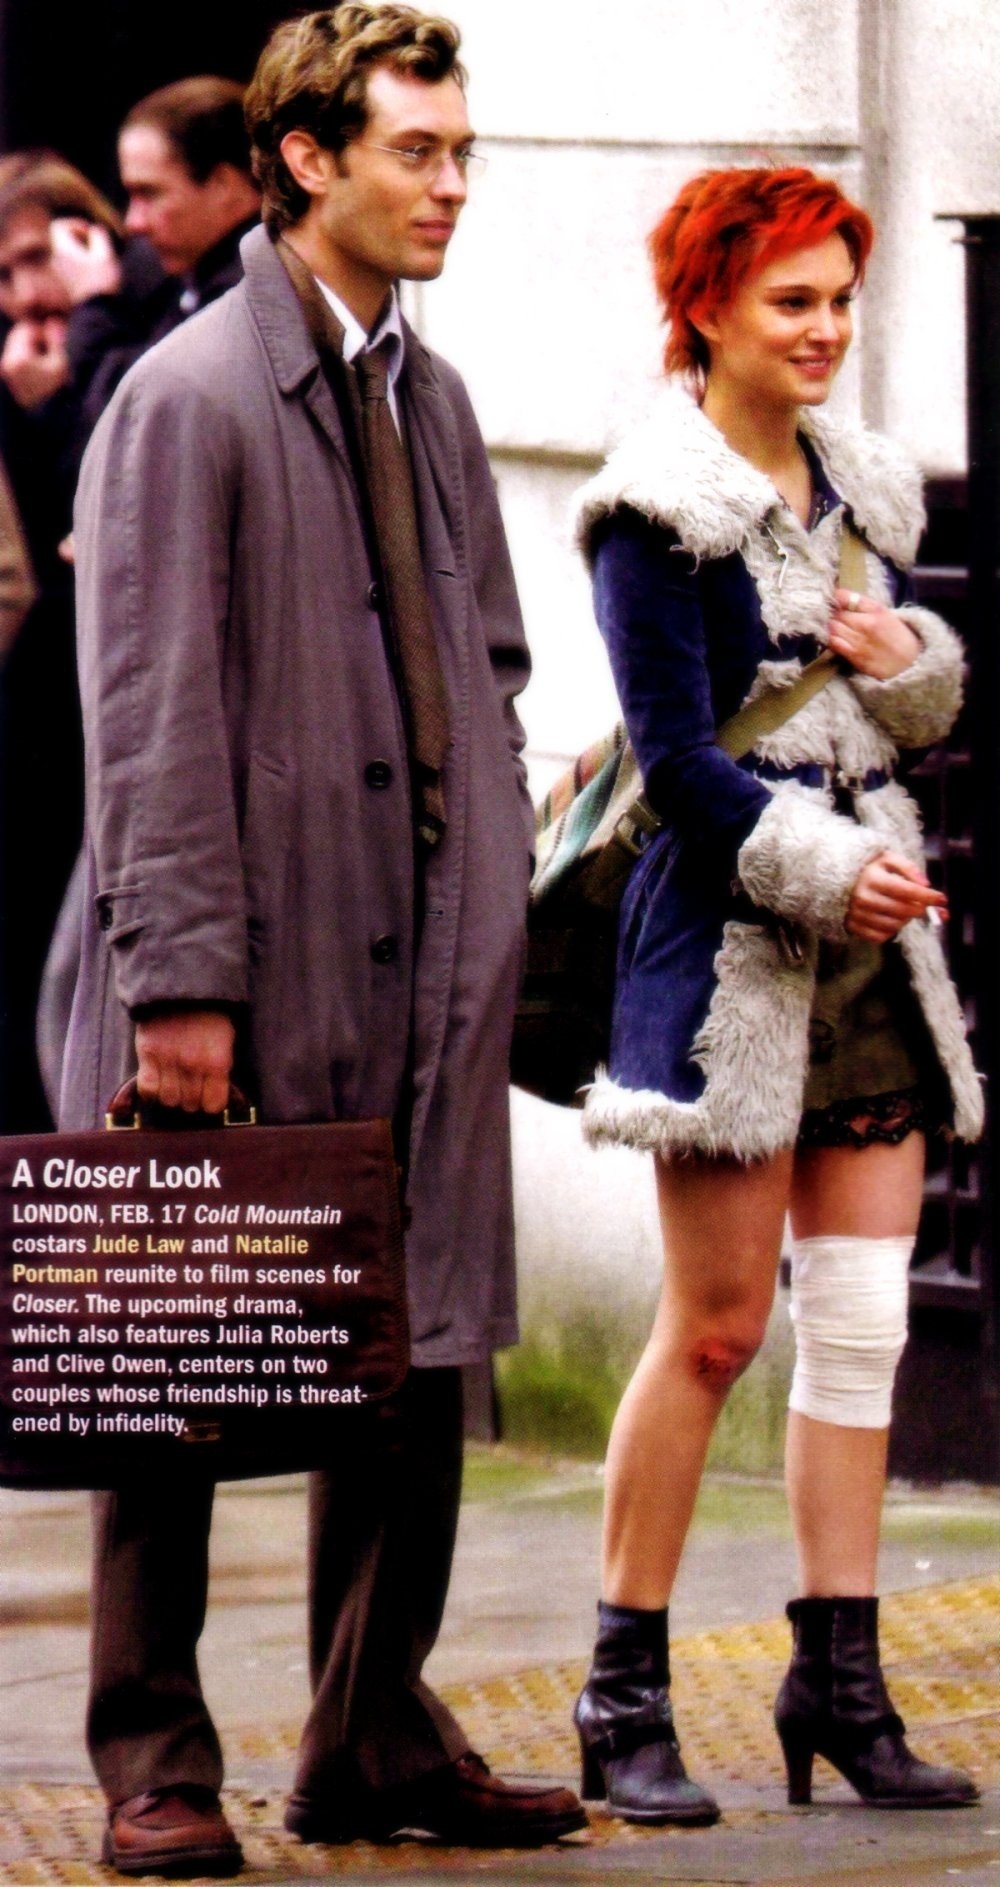 A Closer Look
LONDON, FEB. 17 Cold Mountain
costars Jude Law and Natalie
Portman reunite to film scenes for
Closer. The upcoming drama,
which also features Julia Roberts
and Clive Owen, centers on two
couples whose friendship is threat-
ened by infidelity.